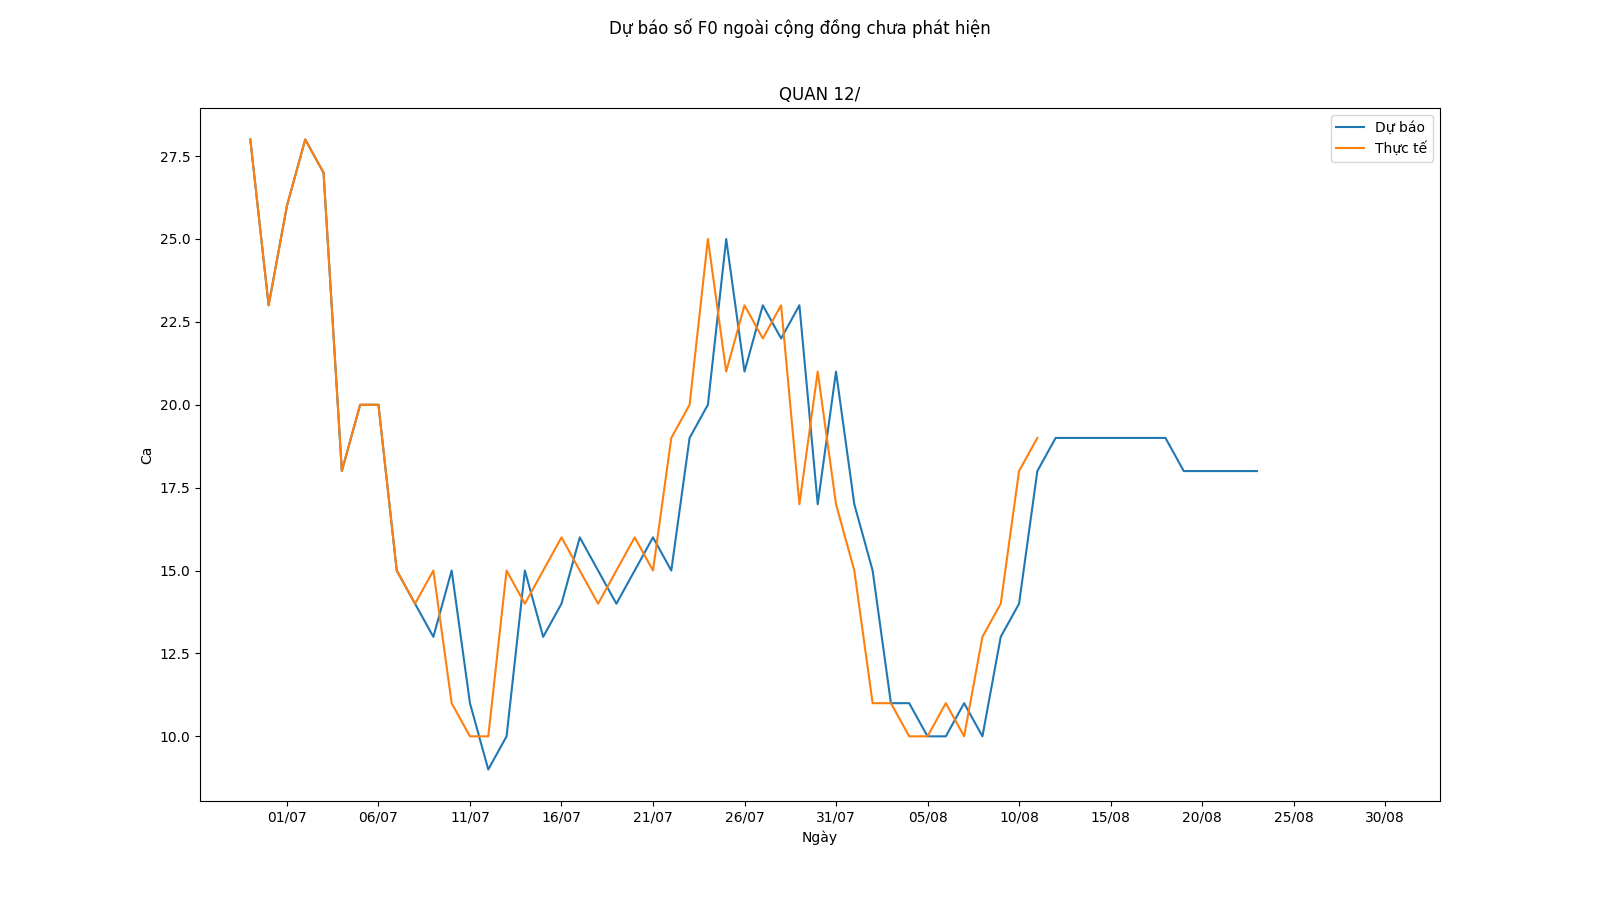 Dự báo số F0 ngoài cộng đồng chưa phát hiện
QUAN 12/
Dự báo
Thực tế
27.5
25.0
22.5
20.0
17.5
15.0
12.5
10.0
Ca
01/07 06/07 11/07 16/07 21/07 26/07 31/07 05/08 10/08 15/08 20/08 25/08 30/08
Ngày